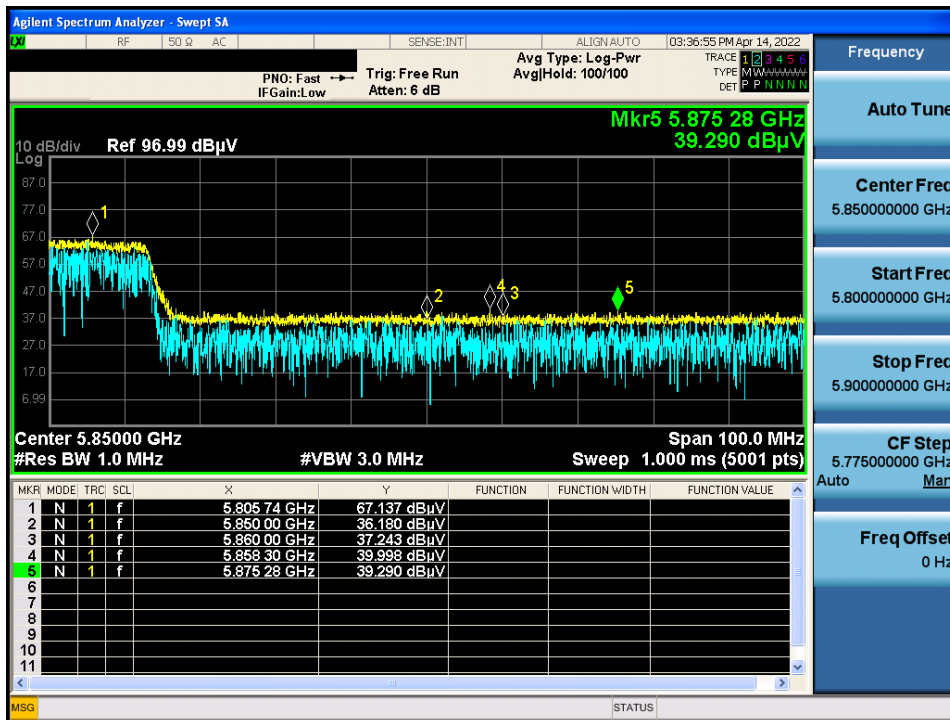 Agilent Spectrum Analyzer - Swept SA
LXI RF 50 Ω AC SENSE:INT ALIGN AUTO 03:36:55 PM Apr 14, 2022
Frequency
PNO: Fast
IFGain:Low
Trig: Free Run
Atten: 6 dB
Avg Type: Log-Pwr
Avg|Hold: 100/100
TRACE 1 2 3 4 5 6
TYPE M W W W W W
DET P P N N N N
Auto Tune
Mkr5 5.875 28 GHz
39.290 dBµV
10 dB/div Ref 96.99 dBµV
Log
87.0
77.0
67.0
57.0
47.0
37.0
27.0
17.0
6.99
1
2
4
3
5
Center Freq
5.850000000 GHz
Start Freq
5.800000000 GHz
Stop Freq
5.900000000 GHz
Center 5.85000 GHz Span 100.0 MHz
#Res BW 1.0 MHz #VBW 3.0 MHz Sweep 1.000 ms (5001 pts)
CF Step
5.775000000 GHz
Auto Man
Freq Offset
0 Hz
MKR MODE TRC SCL X Y FUNCTION FUNCTION WIDTH FUNCTION VALUE
1 N 1 f 5.805 74 GHz 67.137 dBµV
2 N 1 f 5.850 00 GHz 36.180 dBµV
3 N 1 f 5.860 00 GHz 37.243 dBµV
4 N 1 f 5.858 30 GHz 39.998 dBµV
5 N 1 f 5.875 28 GHz 39.290 dBµV
6
7
8
9
10
11
MSG STATUS